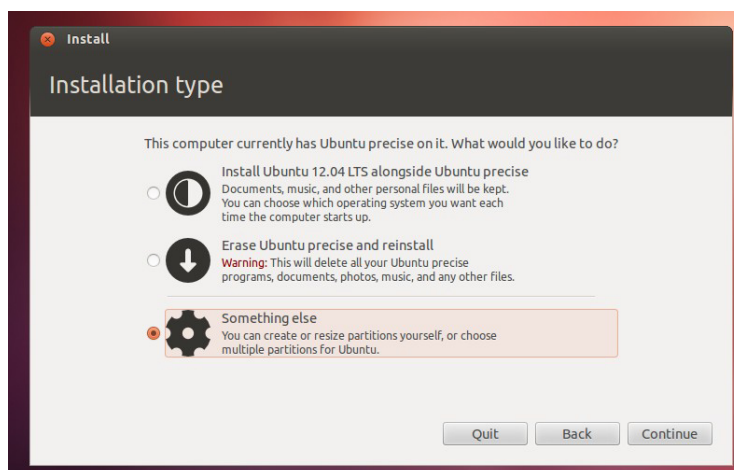 Install
Installation type
This computer currently has Ubuntu precise on it. What would you like to do?
Install Ubuntu 12.04 LTS alongside Ubuntu precise
Documents, music, and other personal files will be kept.
You can choose which operating system you want each
time the computer starts up.
Erase Ubuntu precise and reinstall
Warning: This will delete all your Ubuntu precise
programs, documents, photos, music, and any other files.
Something else
You can create or resize partitions yourself, or choose
multiple partitions for Ubuntu.
Quit Back Continue